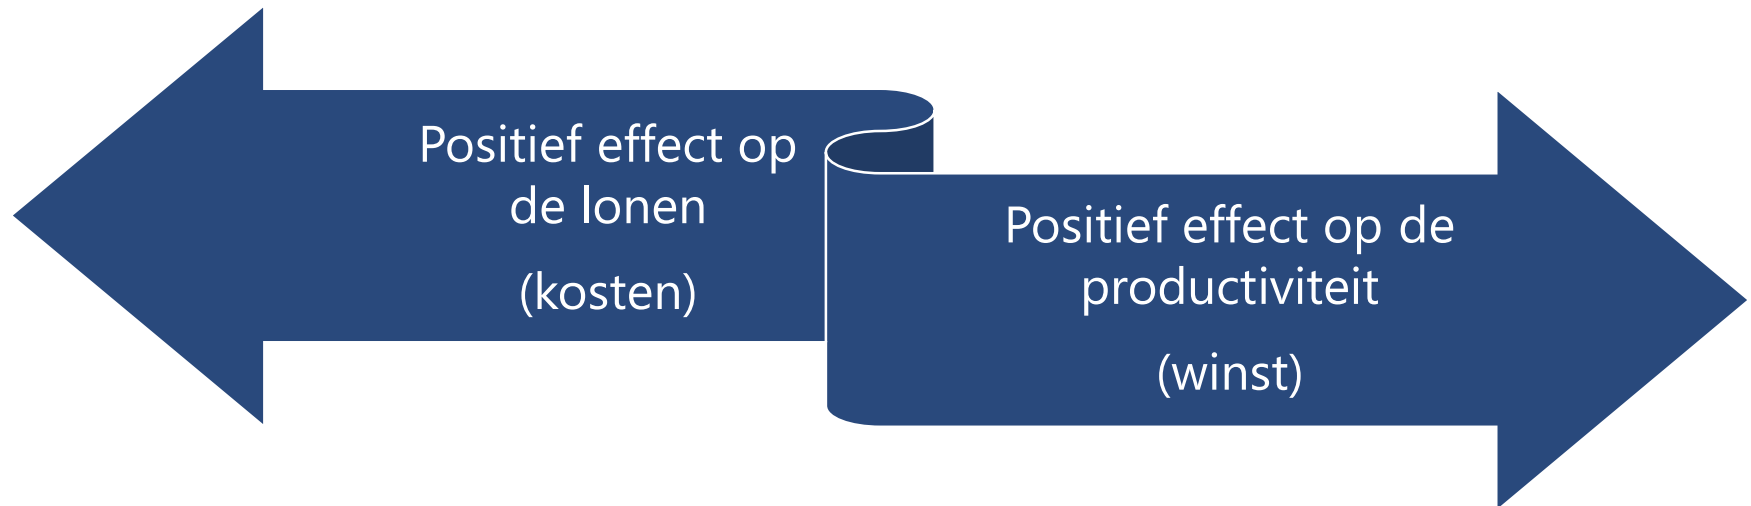 Positief effect op
de lonen
(kosten)
Positief effect op de
productiviteit
(winst)